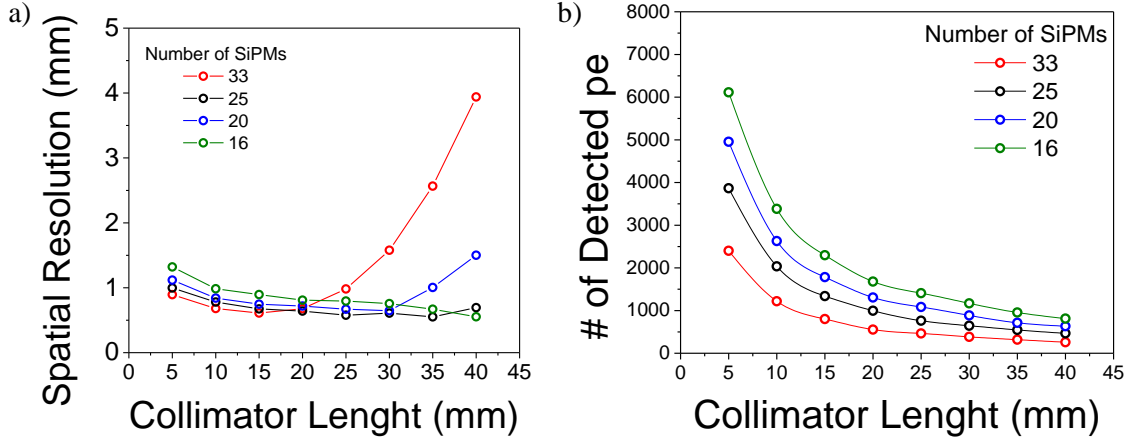 a)
Spatial Resolution (mm)
5
4
3
2
1
0
Number of SiPMs
33
25
20
16
0 5 10 15 20 25 30 35 40 45
Collimator Lenght (mm)
b)
# of Detected pe
8000
7000
6000
5000
4000
3000
2000
1000
0
Number of SiPMs
33
25
20
16
0 5 10 15 20 25 30 35 40 45
Collimator Lenght (mm)